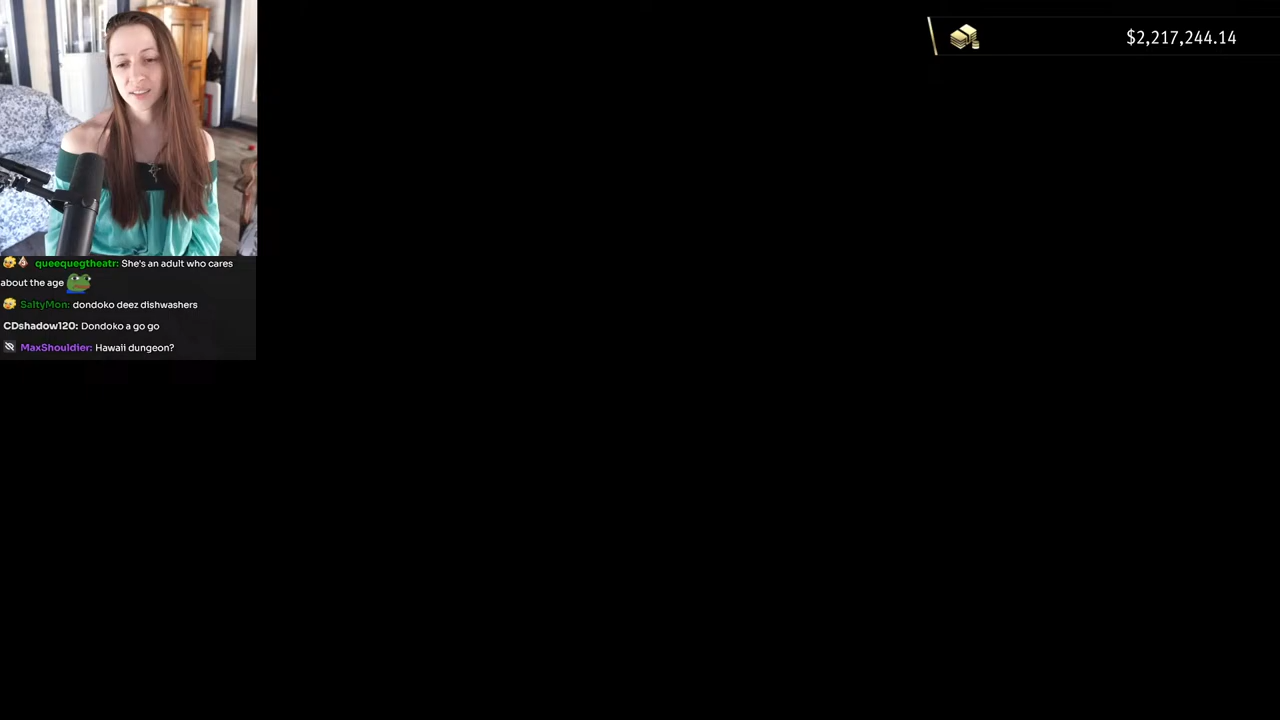 $2,217,244.14
queequegtheatr: She's an adult who cares
about the age
SaltyMon: dondoko deez dishwashers
CDshadow120: Dondoko a go go
MaxShouldier: Hawaii dungeon?